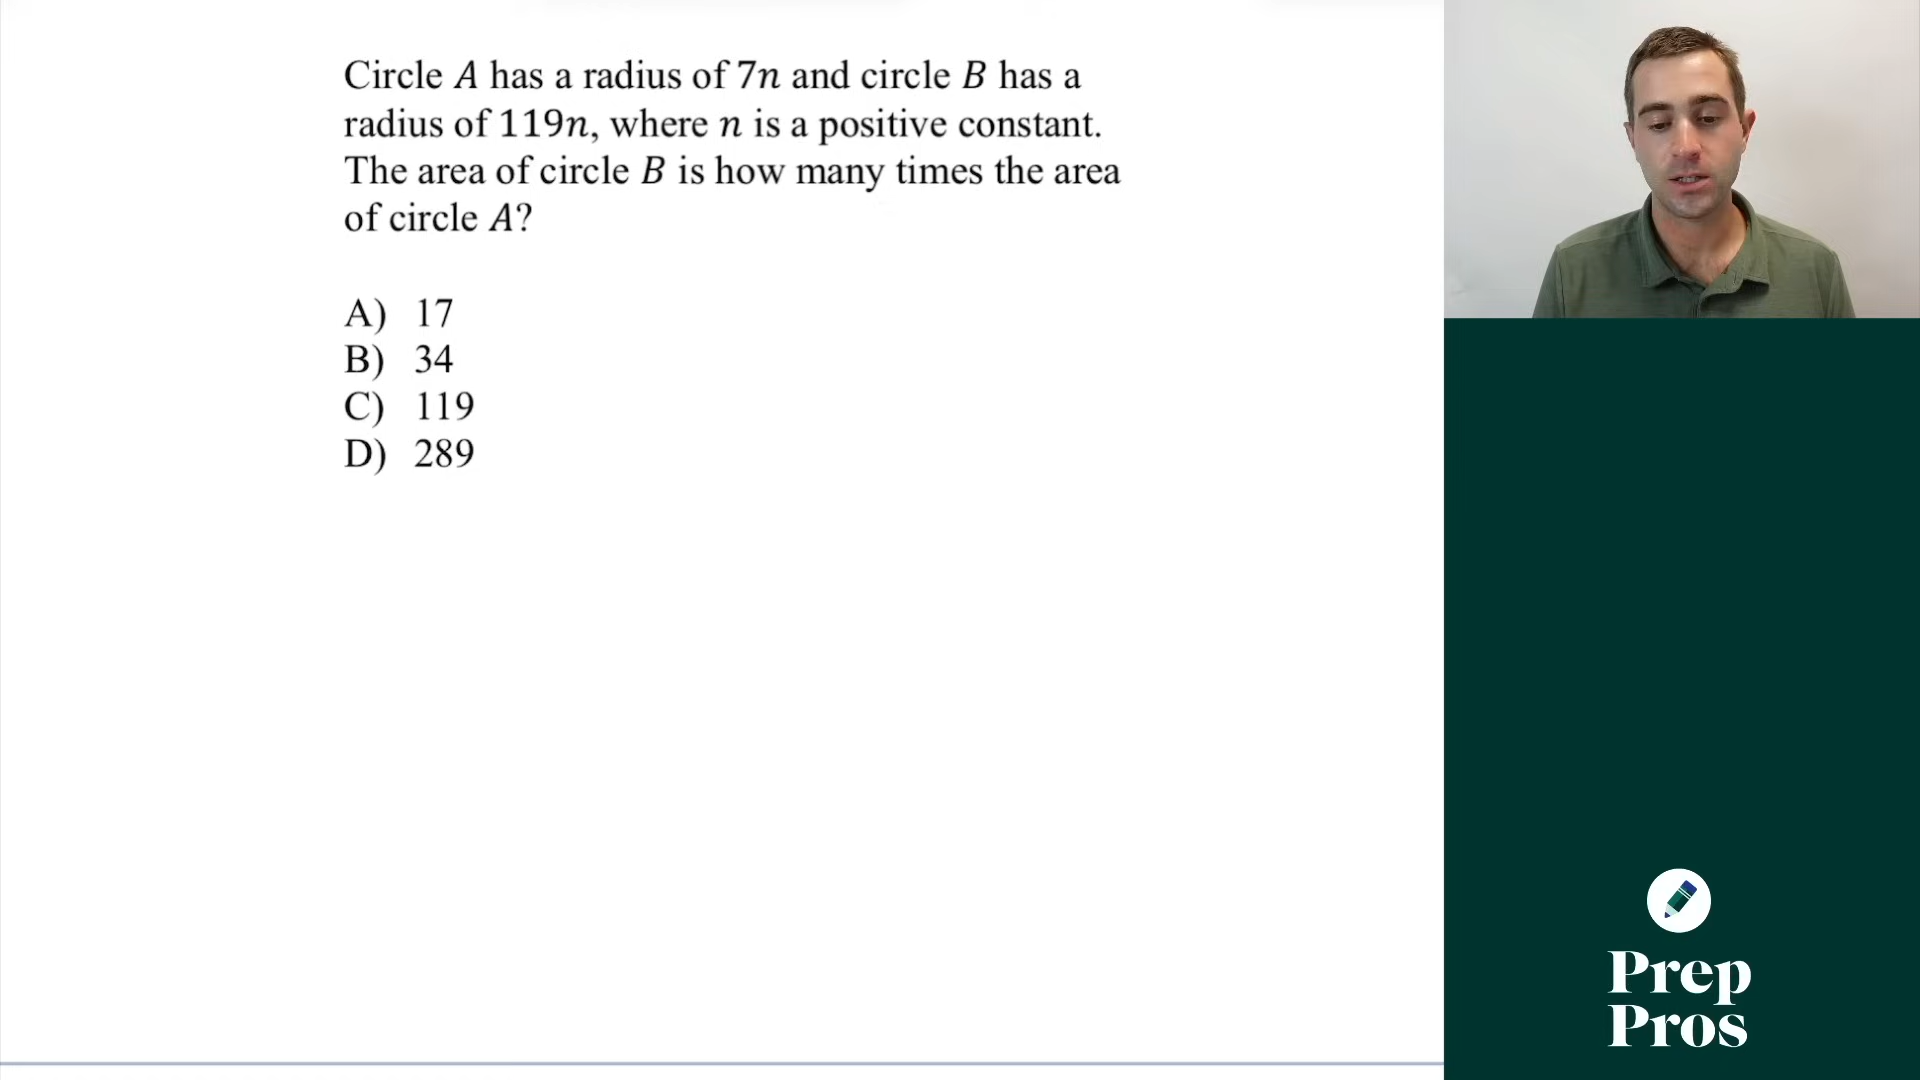 Circle A has a radius of 7n and circle B has a
radius of 119n, where n is a positive constant.
The area of circle B is how many times the area
of circle A?
A) 17
B) 34
C) 119
D) 289
Prep
Pros